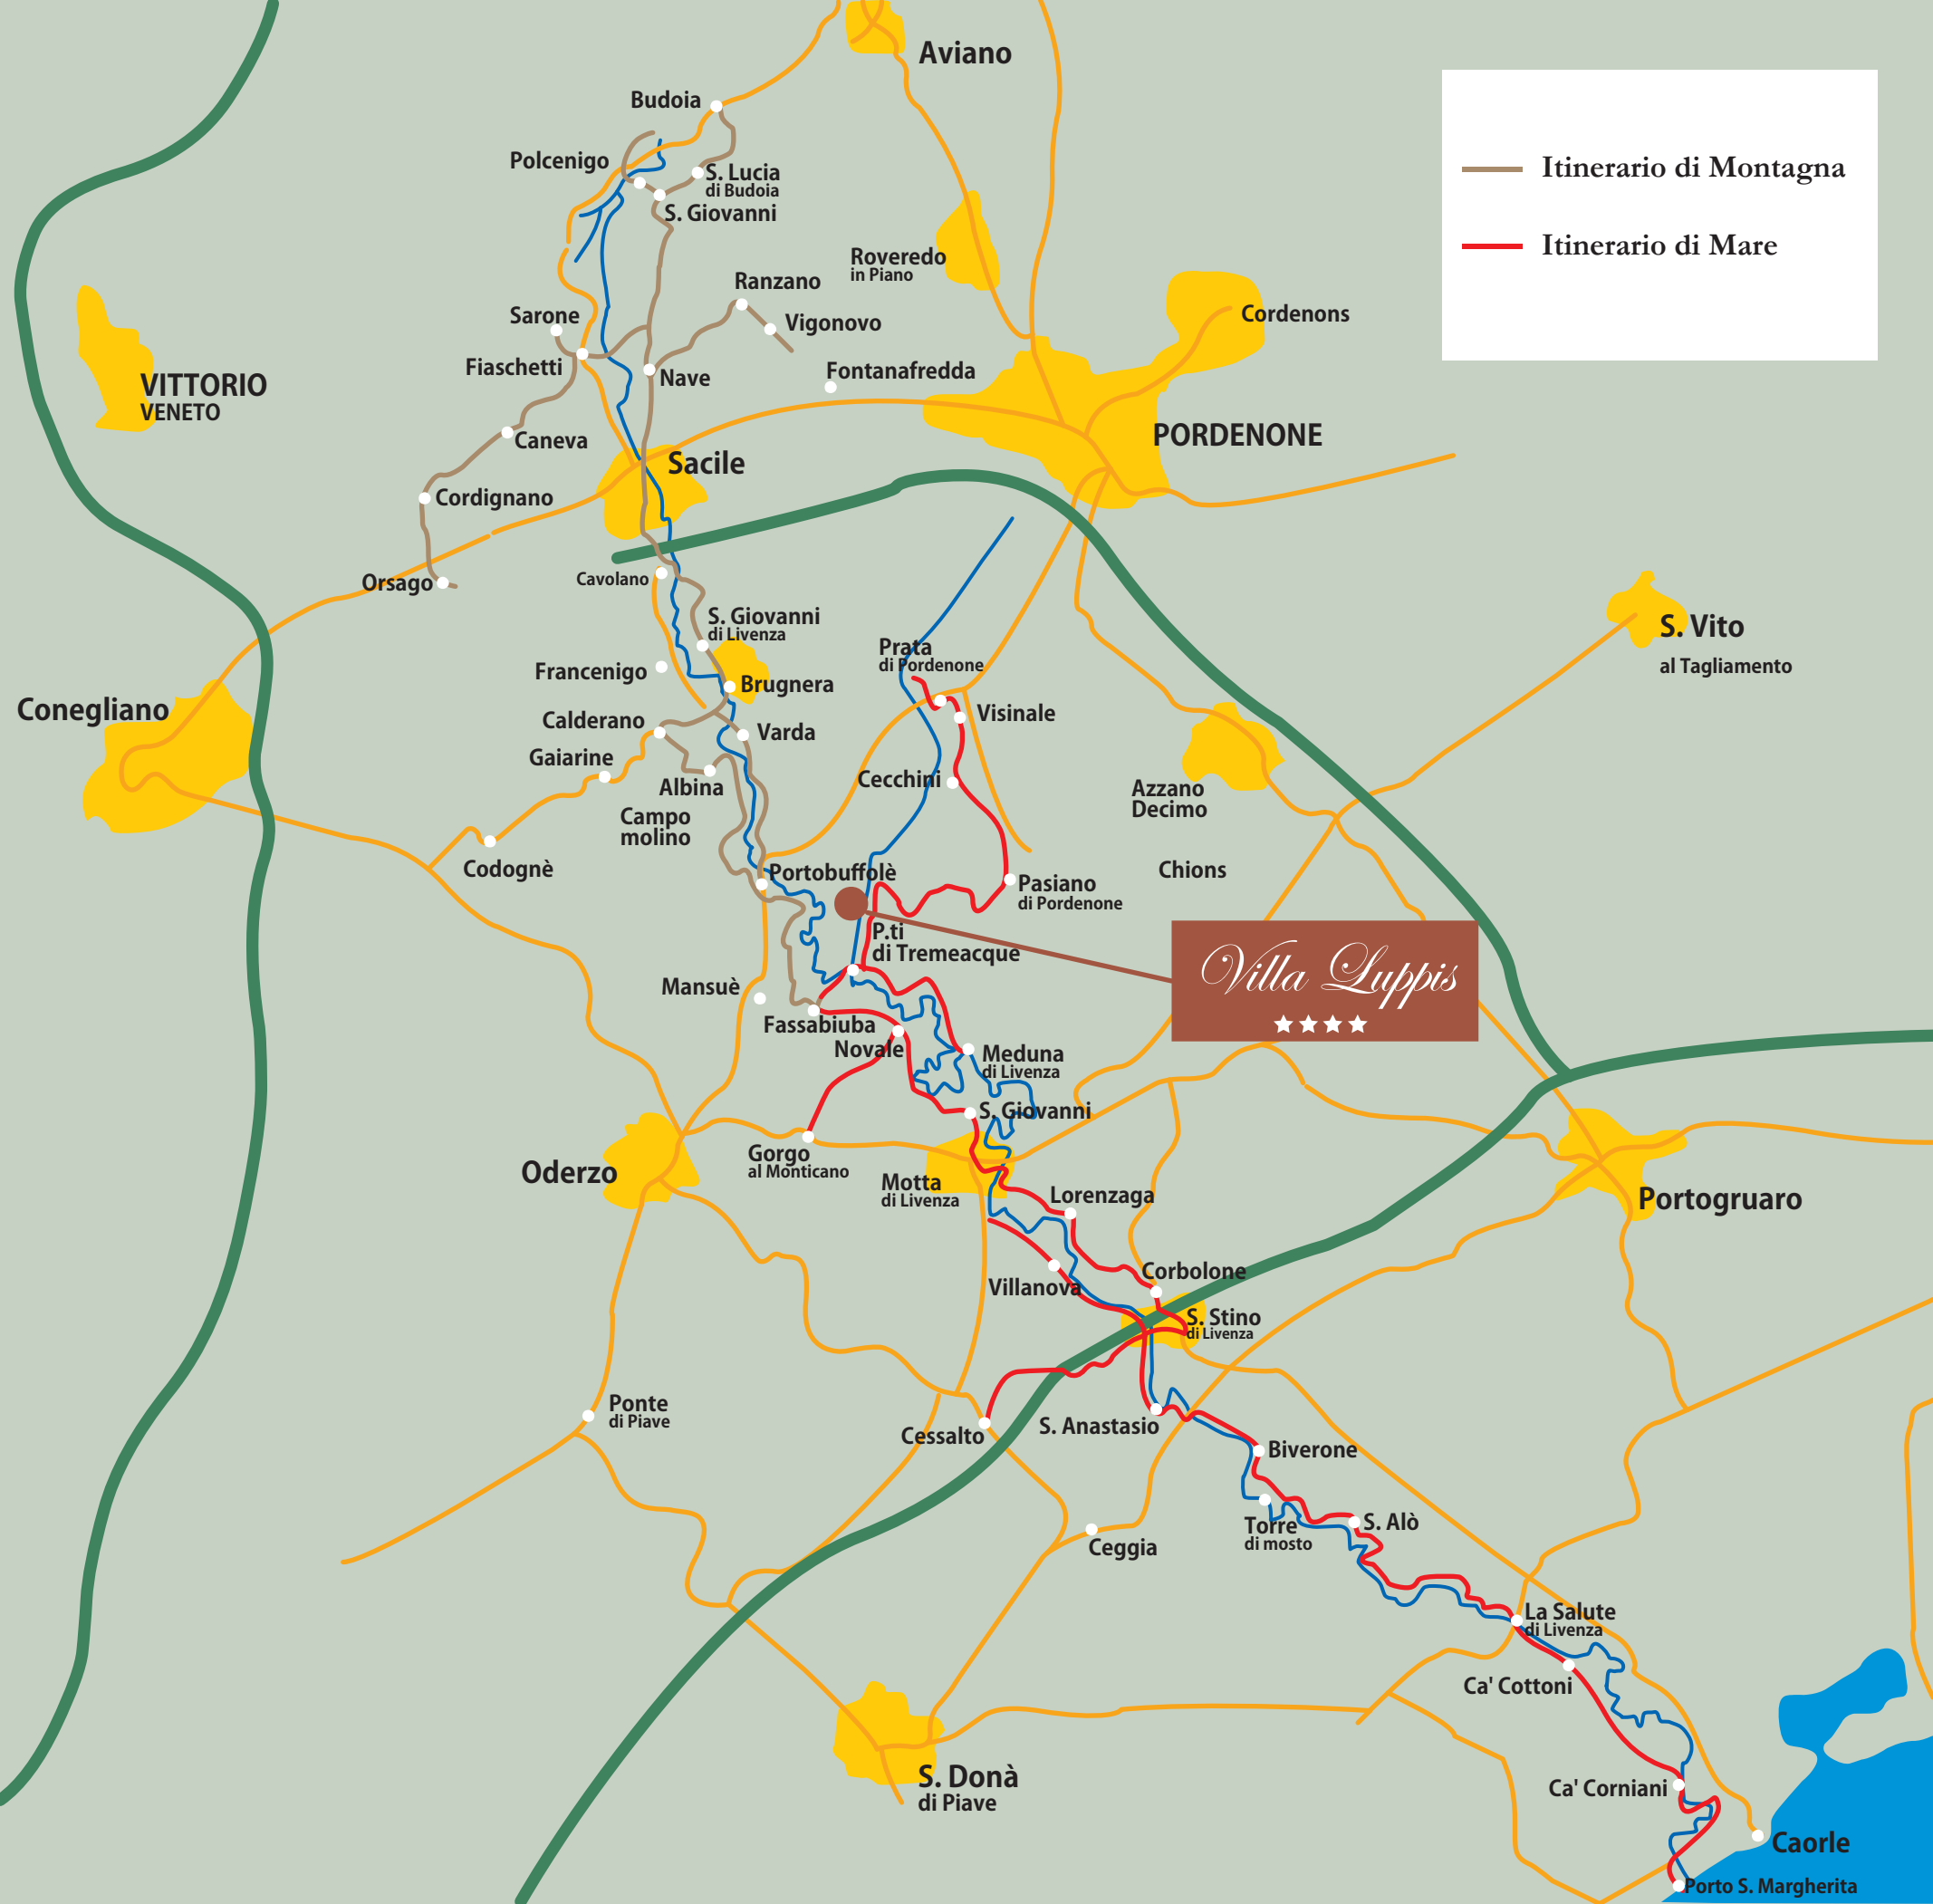 Aviano
Budoia
Polcenigo
S. Lucia
di Budoia
S. Giovanni
Itinerario di Montagna
Itinerario di Mare
Roveredo
in Piano
Ranzano
Sarone
Vigonovo
Cordenons
Fiaschetti
Nave
Fontanafredda
VITTORIO
VENETO
Caneva
PORDENONE
Sacile
Cordignano
Orsago
Cavolano
S. Giovanni
di Livenza
S. Vito
al Tagliamento
Prata
di Pordenone
Francenigo
Brugnera
Conegliano
Calderano
Varda
Visinale
Gaiarine
Albina
Cecchini
Azzano
Decimo
Campo
molino
Codognè
Portobuffolè
Chions
Pasiano
di Pordenone
P.ti
di Tremeacque
Villa Luppis
Mansuè
Fassabiuba
Novale
Meduna
di Livenza
S. Giovanni
Gorgo
al Monticano
Oderzo
Motta
di Livenza
Lorenzaga
Portogruaro
Villanova
Corbolone
S. Stino
di Livenza
Ponte
di Piave
Cessalto
S. Anastasio
Biverone
Torre
di mosto
S. Alò
Ceggia
La Salute
di Livenza
Ca' Cottoni
S. Donà
di Piave
Ca' Corniani
Caorle
Porto S. Margherita